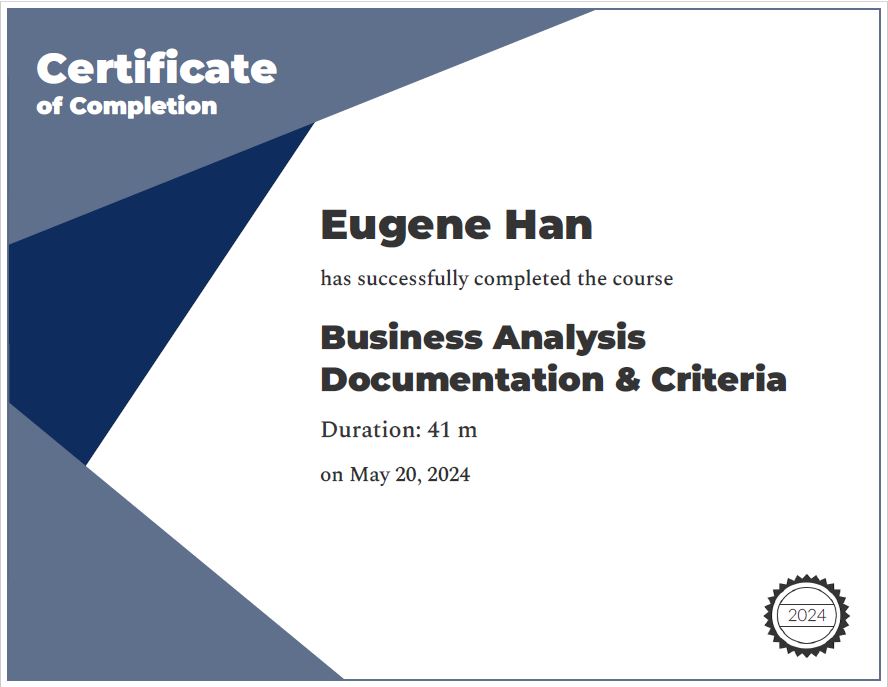 Certificate
of Completion
Eugene Han
has successfully completed the course
Business Analysis
Documentation & Criteria
Duration: 41 m
on May 20, 2024
2024